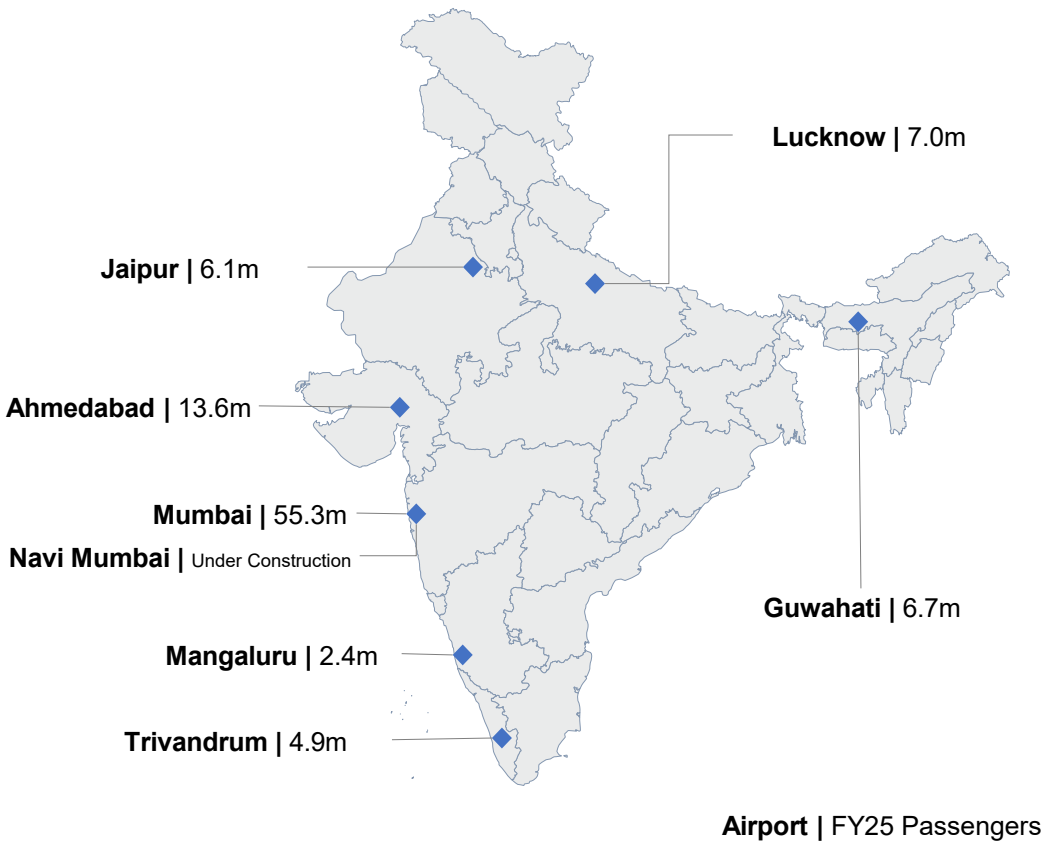 Lucknow | 7.0m
Jaipur | 6.1m
Ahmedabad | 13.6m
Mumbai | 55.3m
Navi Mumbai | Under Construction
Guwahati | 6.7m
Mangaluru | 2.4m
Trivandrum | 4.9m
Airport | FY25 Passengers